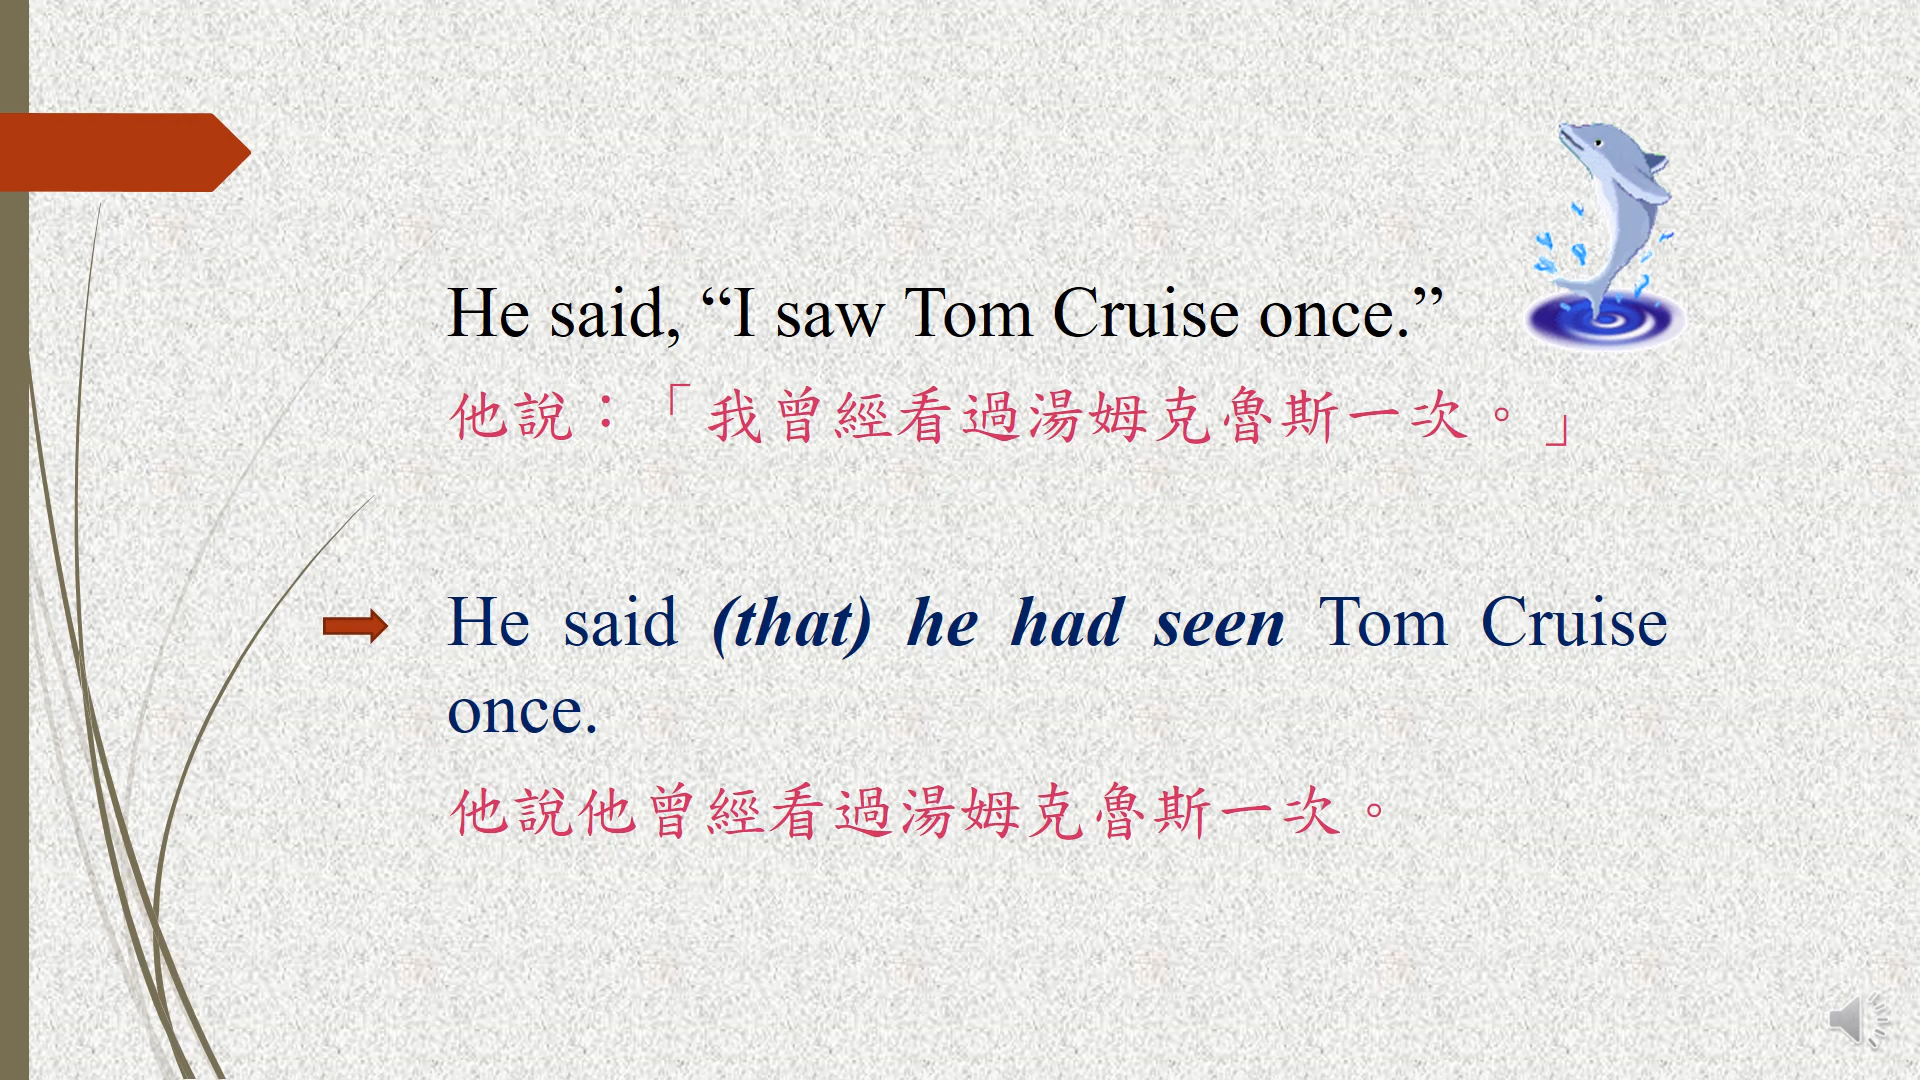 He said, “I saw Tom Cruise once.”
他說：「我曾經看過湯姆克魯斯一次。」
He said (that) he had seen Tom Cruise
once.
他說他曾經看過湯姆克魯斯一次。